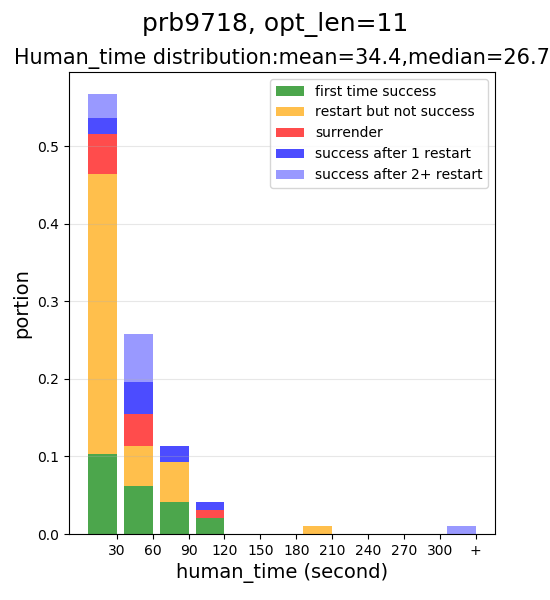 prb9718, opt_len=11
Human_time distribution:mean=34.4,median=26.7
first time success
restart but not success
surrender
success after 1 restart
success after 2+ restart
portion
0.5
0.4
0.3
0.2
0.1
0.0
30 60 90 120 150 180 210 240 270 300 +
human_time (second)